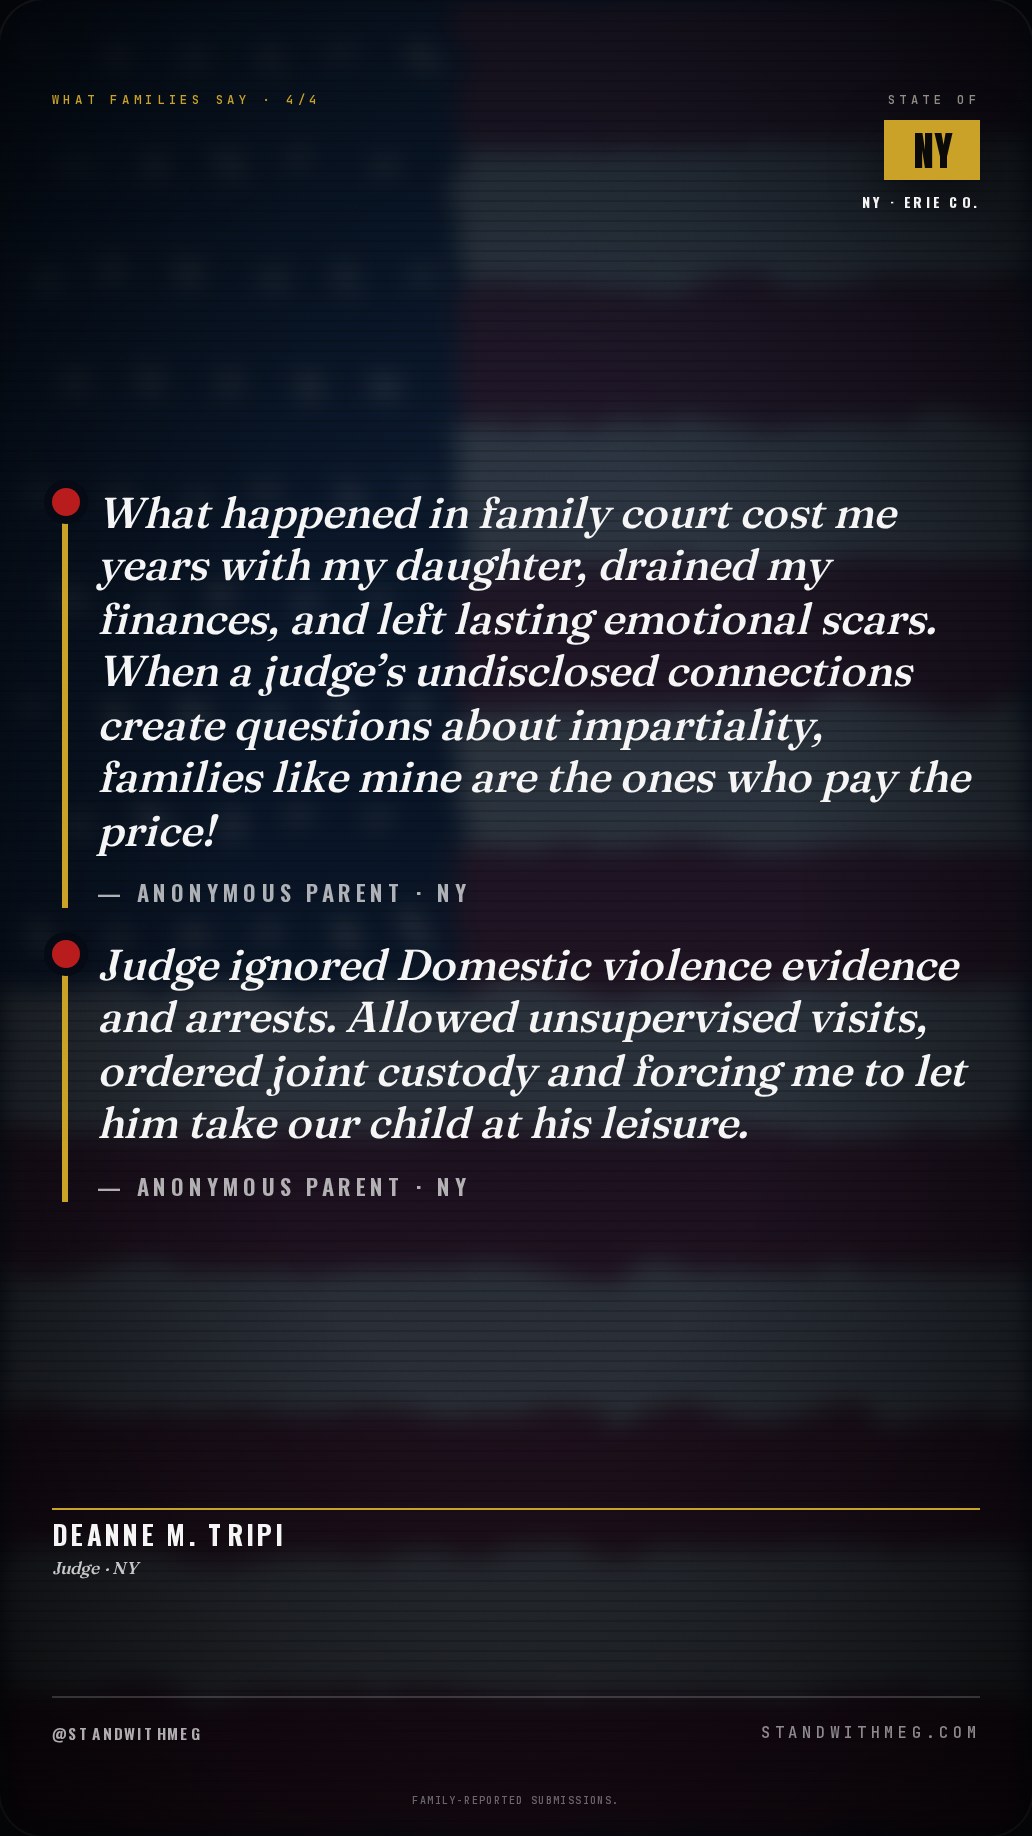 WHAT FAMILIES SAY · 4/4
STATE OF
NY
NY · ERIE CO.
What happened in family court cost me
years with my daughter, drained my
finances, and left lasting emotional scars.
When a judge’s undisclosed connections
create questions about impartiality,
families like mine are the ones who pay the
price!
— ANONYMOUS PARENT · NY
Judge ignored Domestic violence evidence
and arrests. Allowed unsupervised visits,
ordered joint custody and forcing me to let
him take our child at his leisure.
— ANONYMOUS PARENT · NY
DEANNE M. TRIPI
Judge · NY
@STANDWITHMEG
STANDWITHMEG.COM
FAMILY-REPORTED SUBMISSIONS.